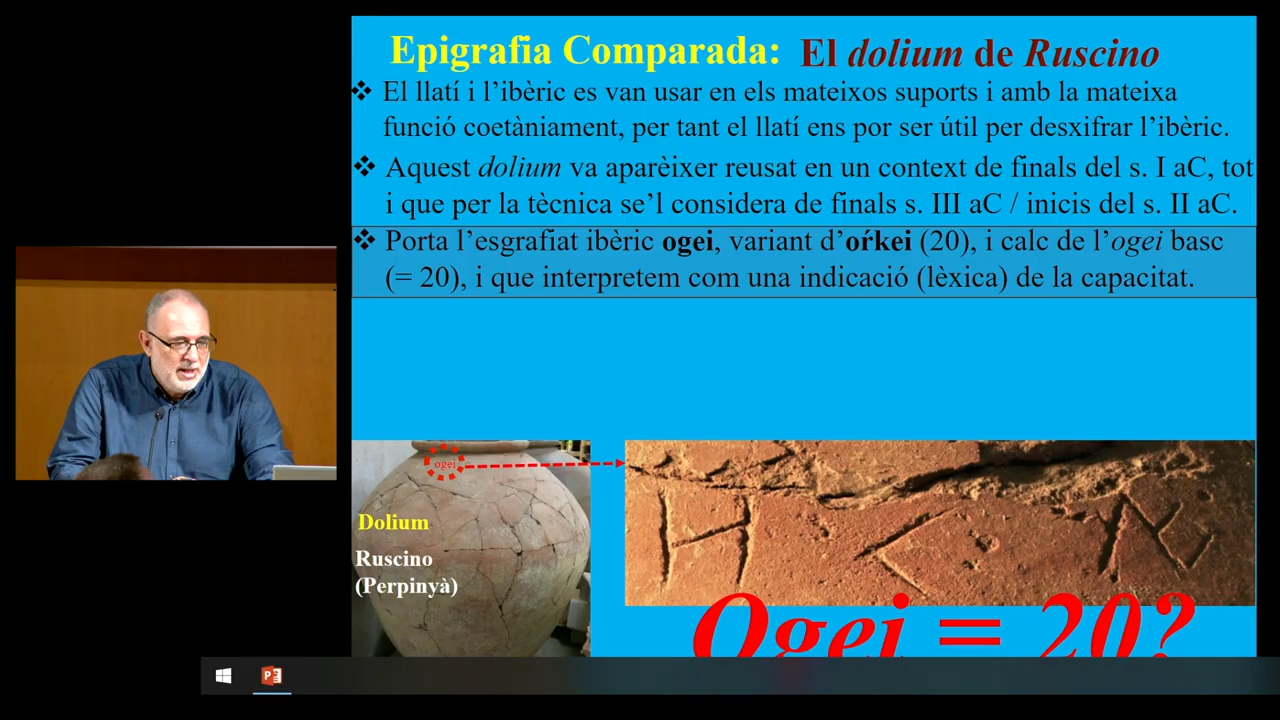 Epigrafia Comparada: El dolium de Ruscino
❖ El llatí i l’ibèric es van usar en els mateixos suports i amb la mateixa
funció coetàniament, per tant el llatí ens por ser útil per desxifrar l’ibèric.
❖ Aquest dolium va aparèixer reusat en un context de finals del s. I aC, tot
i que per la tècnica se’l considera de finals s. III aC / inicis del s. II aC.
❖ Porta l’esgrafiat ibèric ogei, variant d’oŕkei (20), i calc de l’ogei basc
(= 20), i que interpretem com una indicació (lèxica) de la capacitat.
ogei
Dolium
Ruscino
(Perpinyà)
Ogei = 20?